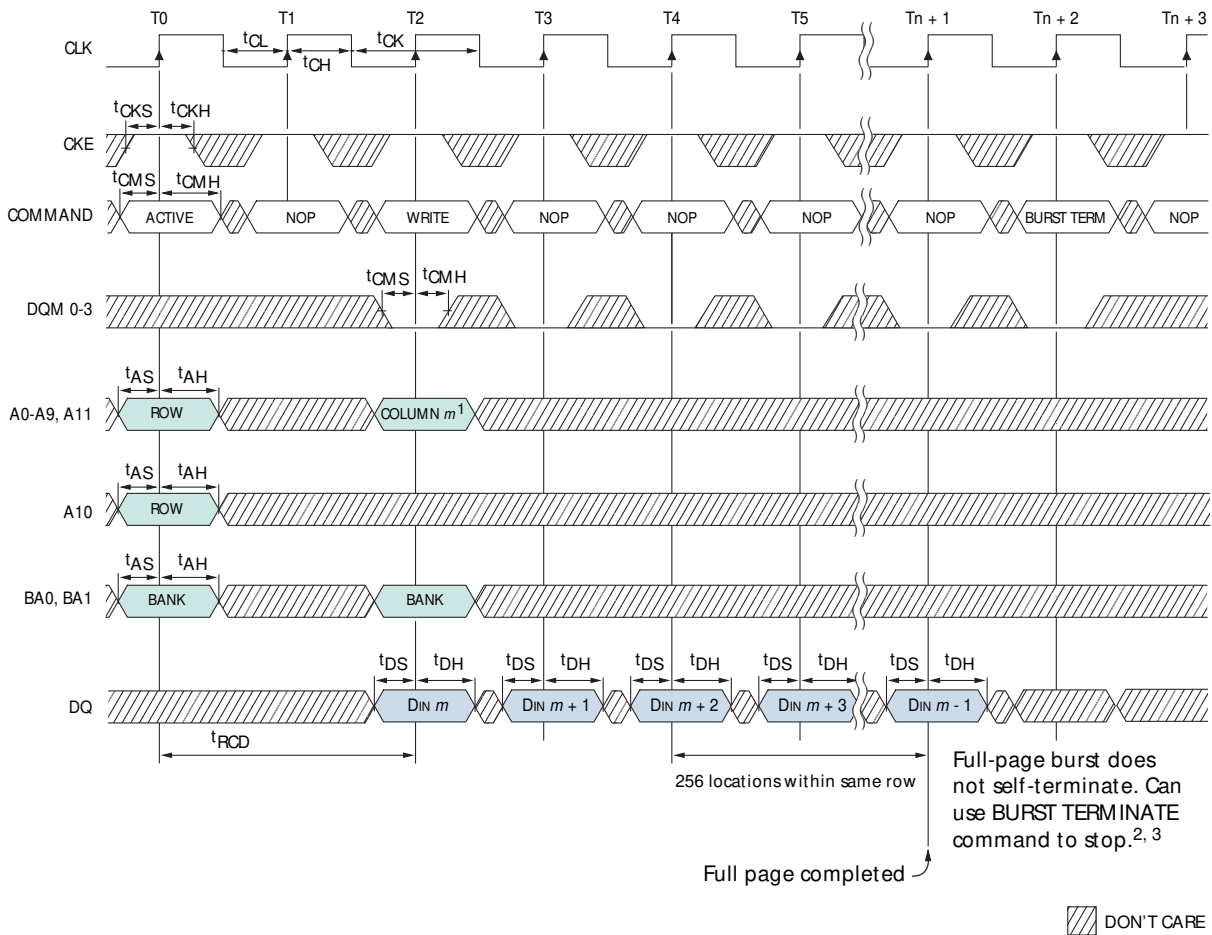 T0 T1 T2 T3 T4 T5 Tn + 1 Tn + 2 Tn + 3
CLK
tCL tCK
tCH
tCKS tCKH
CKE
tCMS tCMH
COMMAND ACTIVE NOP WRITE NOP NOP NOP NOP BURST TERM NOP
tCMS tCMH
DQM 0-3
tAS tAH
A0-A9, A11 ROW COLUMN m1
tAS tAH
A10 ROW
tAS tAH
BA0, BA1 BANK BANK
tDS tDH tDS tDH tDS tDH tDS tDH tDS tDH
DQ DIN m DIN m + 1 DIN m + 2 DIN m + 3 DIN m - 1
tRCD
256 locations within same row
Full-page burst does
not self-terminate. Can
use BURST TERMINATE
command to stop.2, 3
Full page completed
DON'T CARE